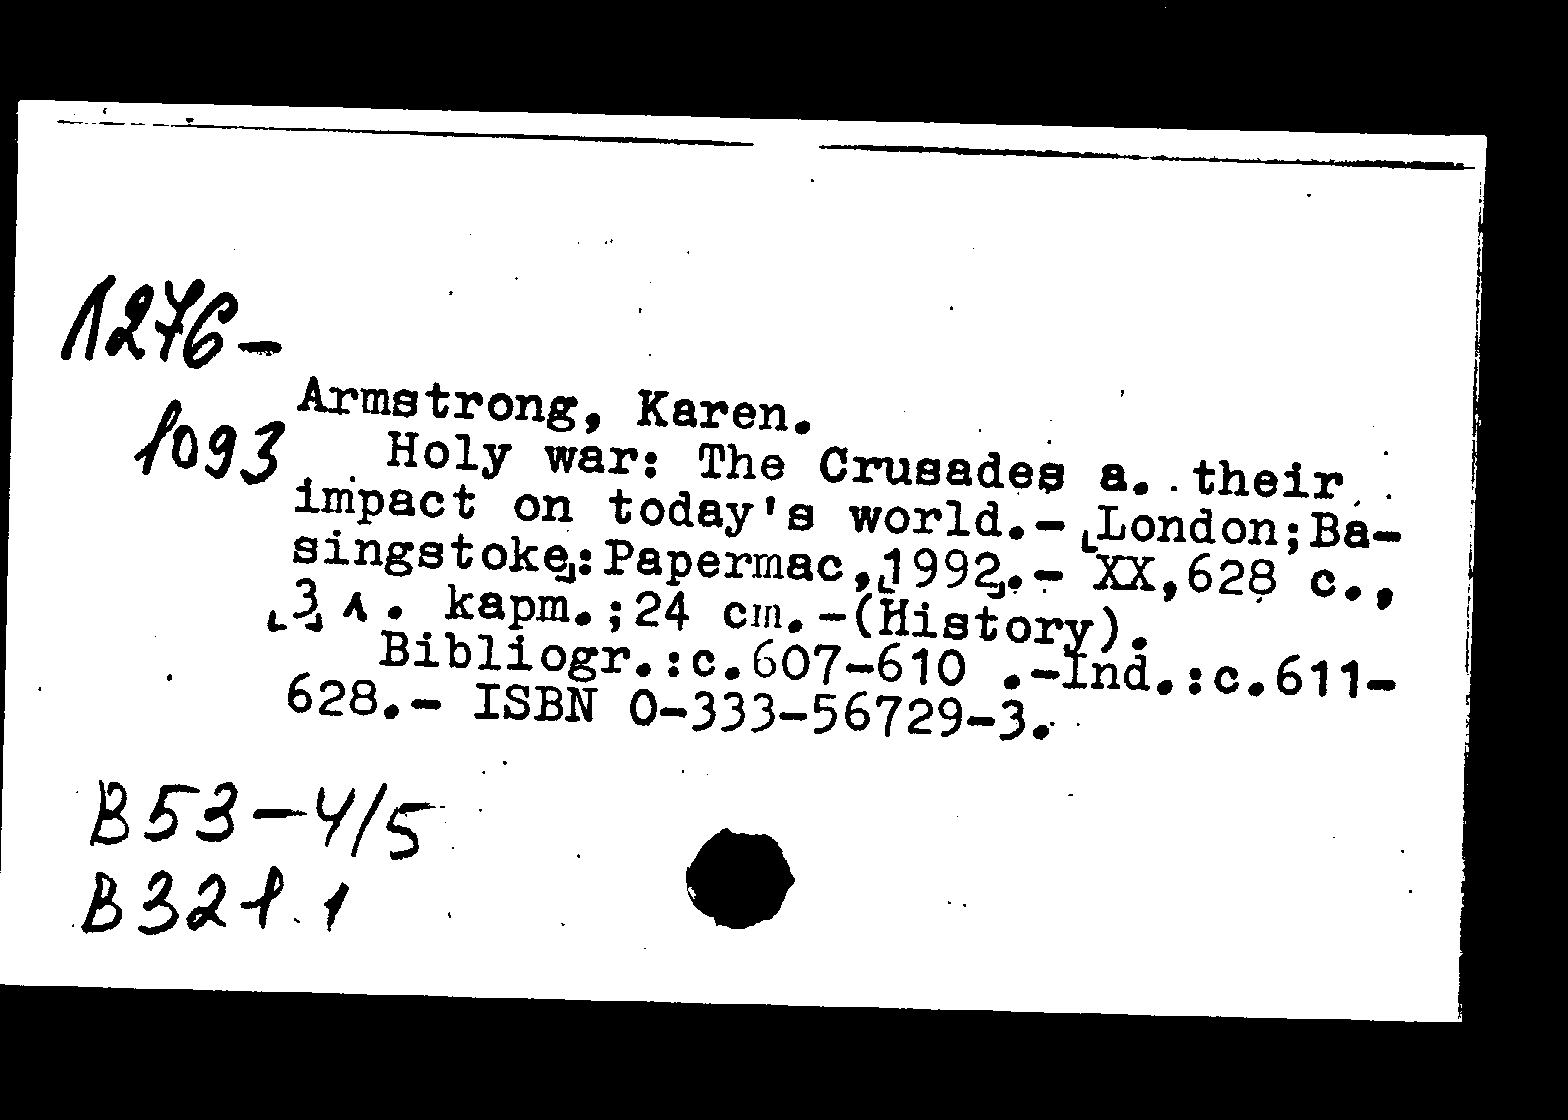 1276-
1093
Armstrong, Karen.
Holy war: The Crusades a. their
impact on today's world.- [London;Ba-
singstoke]:Papermac,[1992].- XX,628 c.,
[3] л. карт.;24 cm.-(History).
Bibliogr.:c.607-610 .-Ind.:c.611-
628.- ISBN 0-333-56729-3.
B53-4/5
B321.1